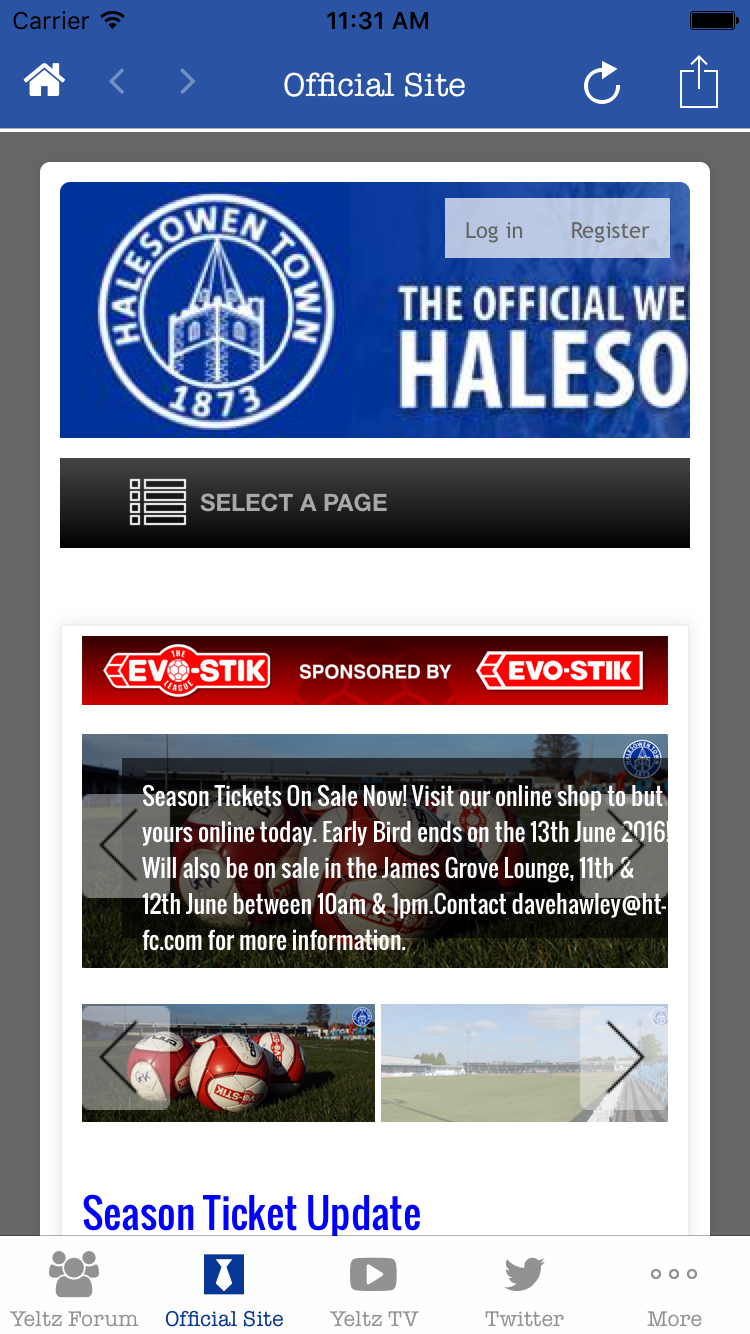 Carrier 11:31 AM
Official Site
HALESOWEN TOWN
1873
Log in Register
THE OFFICIAL WE
HALESO
SELECT A PAGE
THE
EVO-STIK
LEAGUE
SPONSORED BY
EVO-STIK
Season Tickets On Sale Now! Visit our online shop to but
yours online today. Early Bird ends on the 13th June 2016!
Will also be on sale in the James Grove Lounge, 11th &
12th June between 10am & 1pm.Contact davehawley@ht-
fc.com for more information.
Season Ticket Update
Yeltz Forum Official Site Yeltz TV Twitter More